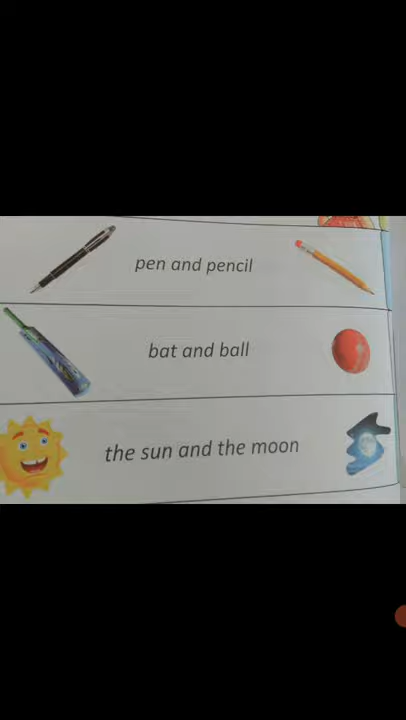 pen and pencil
bat and ball
the sun and the moon